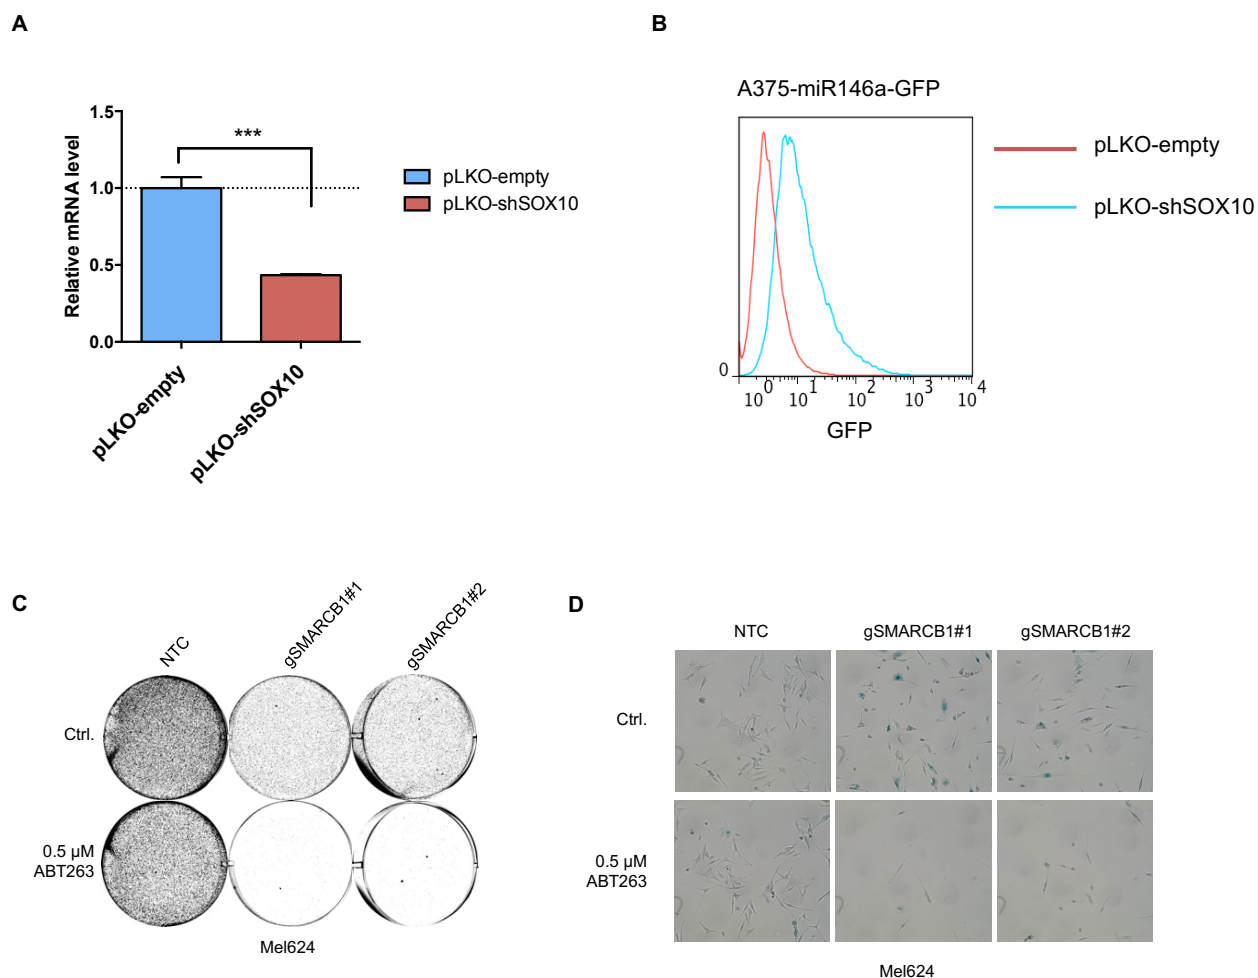 A
Relative mRNA level
1.5
1.0
0.5
0.0
***
pLKO-empty
pLKO-shSOX10
pLKO-empty
pLKO-shSOX10
B
A375-miR146a-GFP
0
10^0
10^1
10^2
10^3
10^4
GFP
pLKO-empty
pLKO-shSOX10
C
NTC
gSMARCB1#1
gSMARCB1#2
Ctrl.
0.5 µM
ABT263
Mel624
D
NTC
gSMARCB1#1
gSMARCB1#2
Ctrl.
0.5 µM
ABT263
Mel624